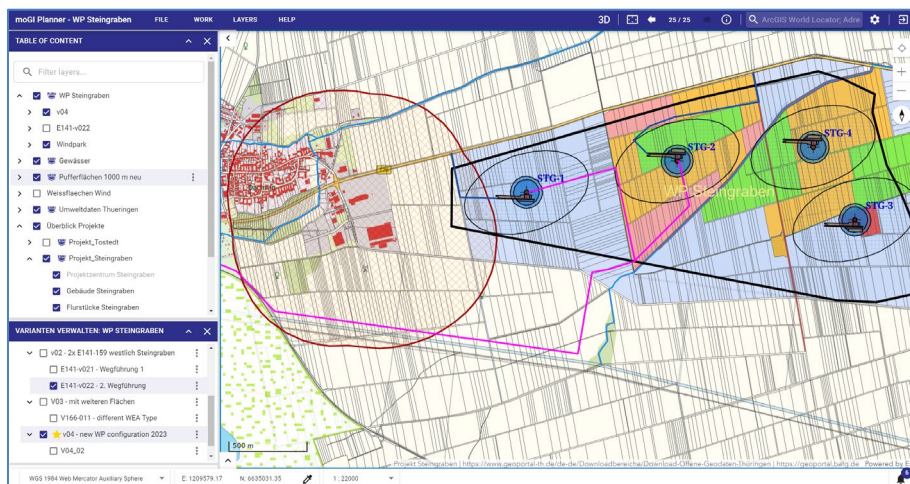 moGI Planner - WP Steingraben FILE WORK LAYERS HELP 3D 25 / 25 ArcGIS World Locator; Adre
TABLE OF CONTENT
Filter layers...
WP Steingraben
v04
E141-v022
Windpark
Gewässer
Pufferflächen 1000 m neu
Weissflaechen Wind
Umweltdaten Thueringen
Überblick Projekte
Projekt_Tostedt
Projekt_Steingraben
Projektzentrum Steingraben
Gebäude Steingraben
Flurstücke Steingraben
VARIANTEN VERWALTEN: WP STEINGRABEN
v02 - 2x E141-159 westlich Steingraben
E141-v021 - Wegführung 1
E141-v022 - 2. Wegführung
V03 - mit weiteren Flächen
V166-011 - different WEA Type
v04 - new WP configuration 2023
V04_02
STG-1
STG-2
STG-4
STG-3
WP Steingraben
500 m
Projekt Steingraben | https://www.geoportal-th.de/de-de/Downloadbereiche/Download-Offene-Geodaten-Thüringen | https://geoportal.bafg.de Powered by E
WGS 1984 Web Mercator Auxiliary Sphere E: 1209579.17 N: 6635031.35 1 : 22000 6